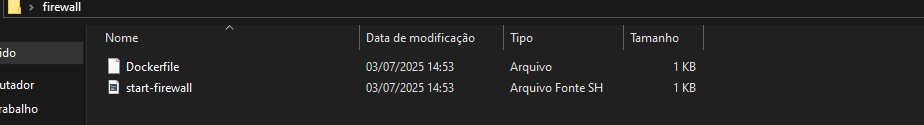 firewall
Nome Data de modificação Tipo Tamanho
ido
Dockerfile 03/07/2025 14:53 Arquivo 1 KB
utador
start-firewall 03/07/2025 14:53 Arquivo Fonte SH 1 KB
rabalho